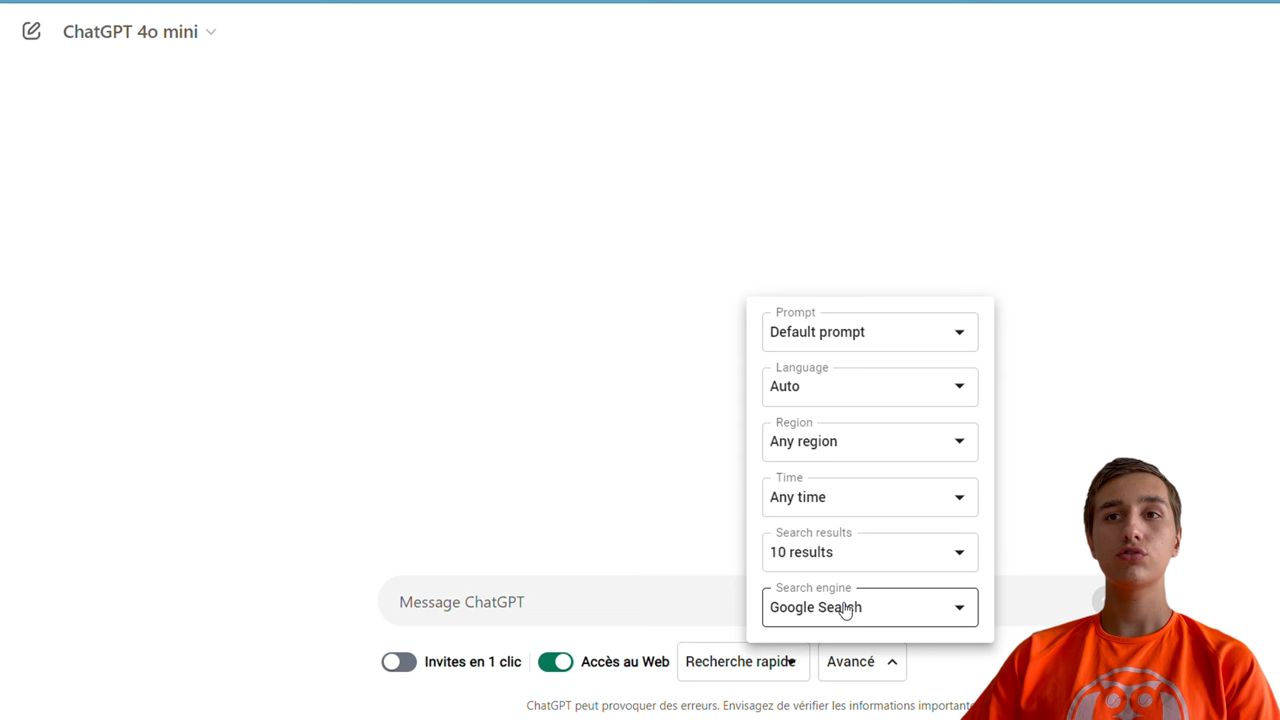 ChatGPT 4o mini
Prompt
Default prompt
Language
Auto
Region
Any region
Time
Any time
Search results
10 results
Search engine
Google Search
Message ChatGPT
Invites en 1 clic
Accès au Web
Recherche rapide
Avancé
ChatGPT peut provoquer des erreurs. Envisagez de vérifier les informations